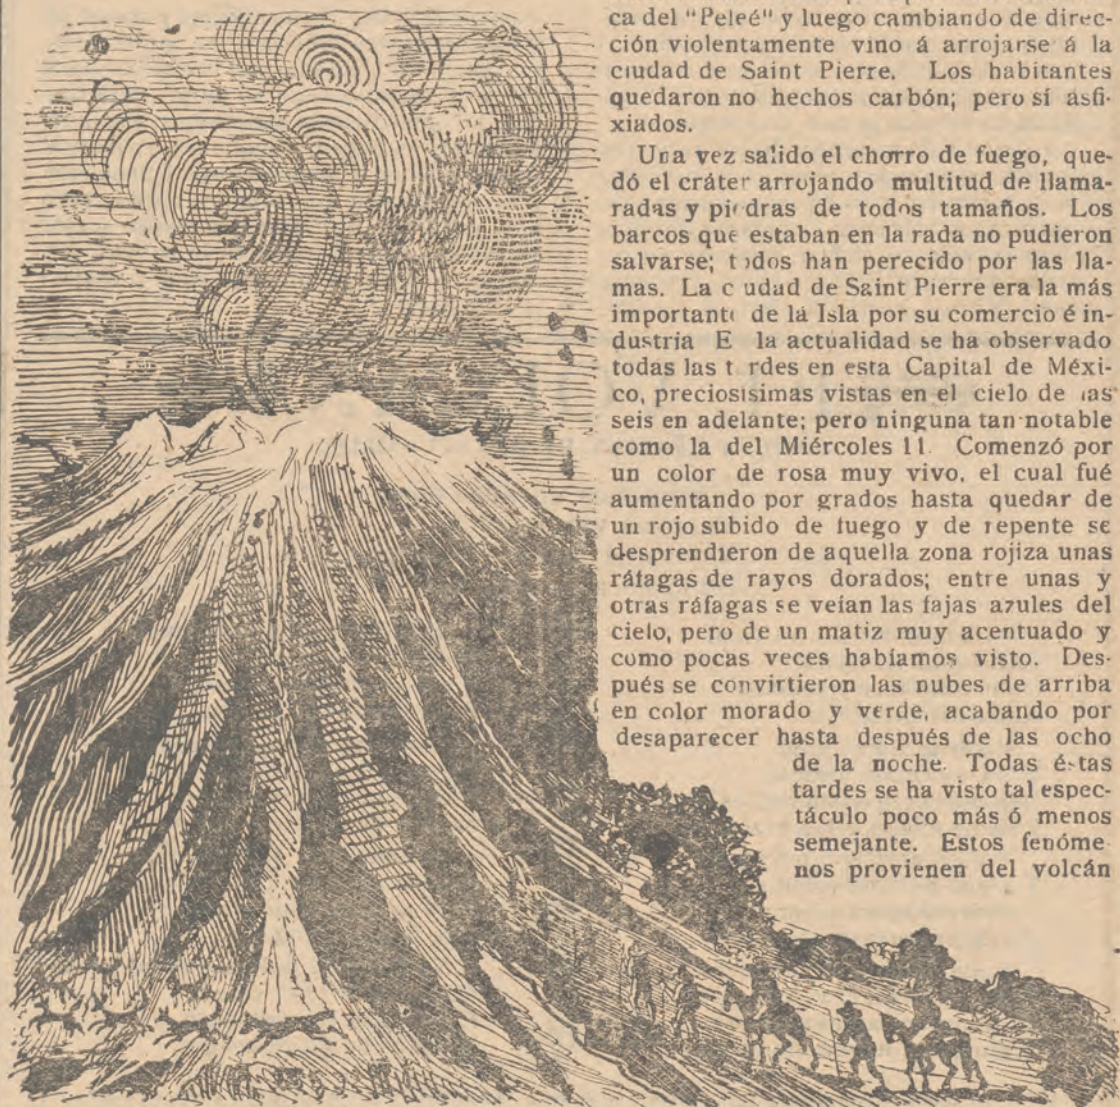 ca del "Peleé" y luego cambiando de direc-
ción violentamente vino á arrojarse á la
ciudad de Saint Pierre. Los habitantes
quedaron no hechos carbón; pero sí asfi-
xiados.
Una vez salido el chorro de fuego, que-
dó el cráter arrojando multitud de llama-
radas y piedras de todos tamaños. Los
barcos que estaban en la rada no pudieron
salvarse; todos han perecido por las lla-
mas. La c udad de Saint Pierre era la más
importante de la Isla por su comercio é in-
dustria E la actualidad se ha observado
todas las t rdes en esta Capital de Méxi-
co, preciosisimas vistas en el cielo de las
seis en adelante; pero ninguna tan notable
como la del Miércoles 11. Comenzó por
un color de rosa muy vivo, el cual fué
aumentando por grados hasta quedar de
un rojo subido de fuego y de repente se
desprendieron de aquella zona rojiza unas
ráfagas de rayos dorados; entre unas y
otras ráfagas se veían las fajas azules del
cielo, pero de un matiz muy acentuado y
como pocas veces habíamos visto. Des-
pués se convirtieron las nubes de arriba
en color morado y verde, acabando por
desaparecer hasta después de las ocho
de la noche. Todas éstas
tardes se ha visto tal espec-
táculo poco más ó menos
semejante. Estos fenóme-
nos provienen del volcán